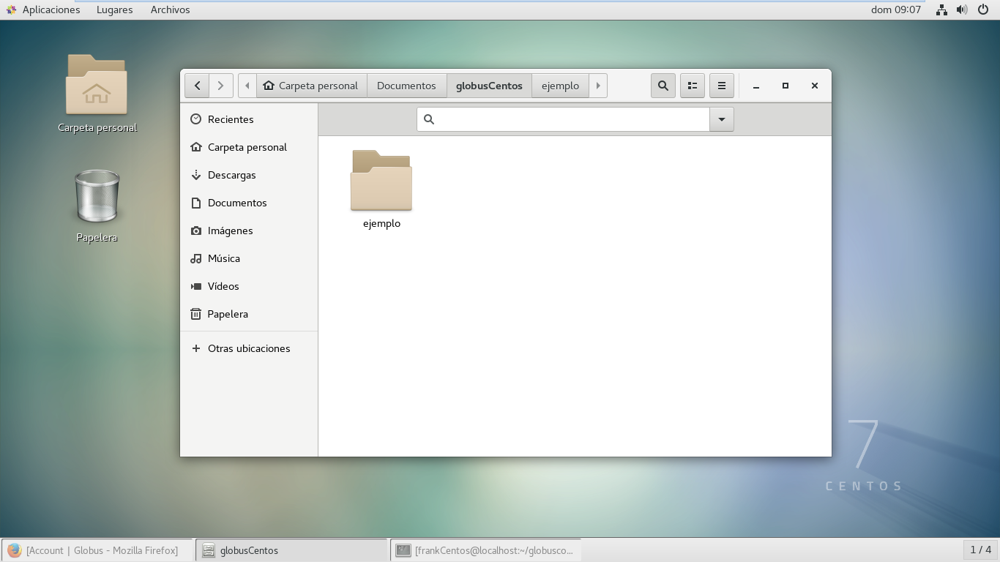 Aplicaciones Lugares Archivos dom 09:07
Carpeta personal
Papelera
Carpeta personal Documentos globusCentos ejemplo
Recientes
Carpeta personal
Descargas
Documentos
Imágenes
Música
Vídeos
Papelera
Otras ubicaciones
ejemplo
7
CENTOS
[Account | Globus - Mozilla Firefox] globusCentos [frankCentos@localhost:~/globusco... 1 / 4